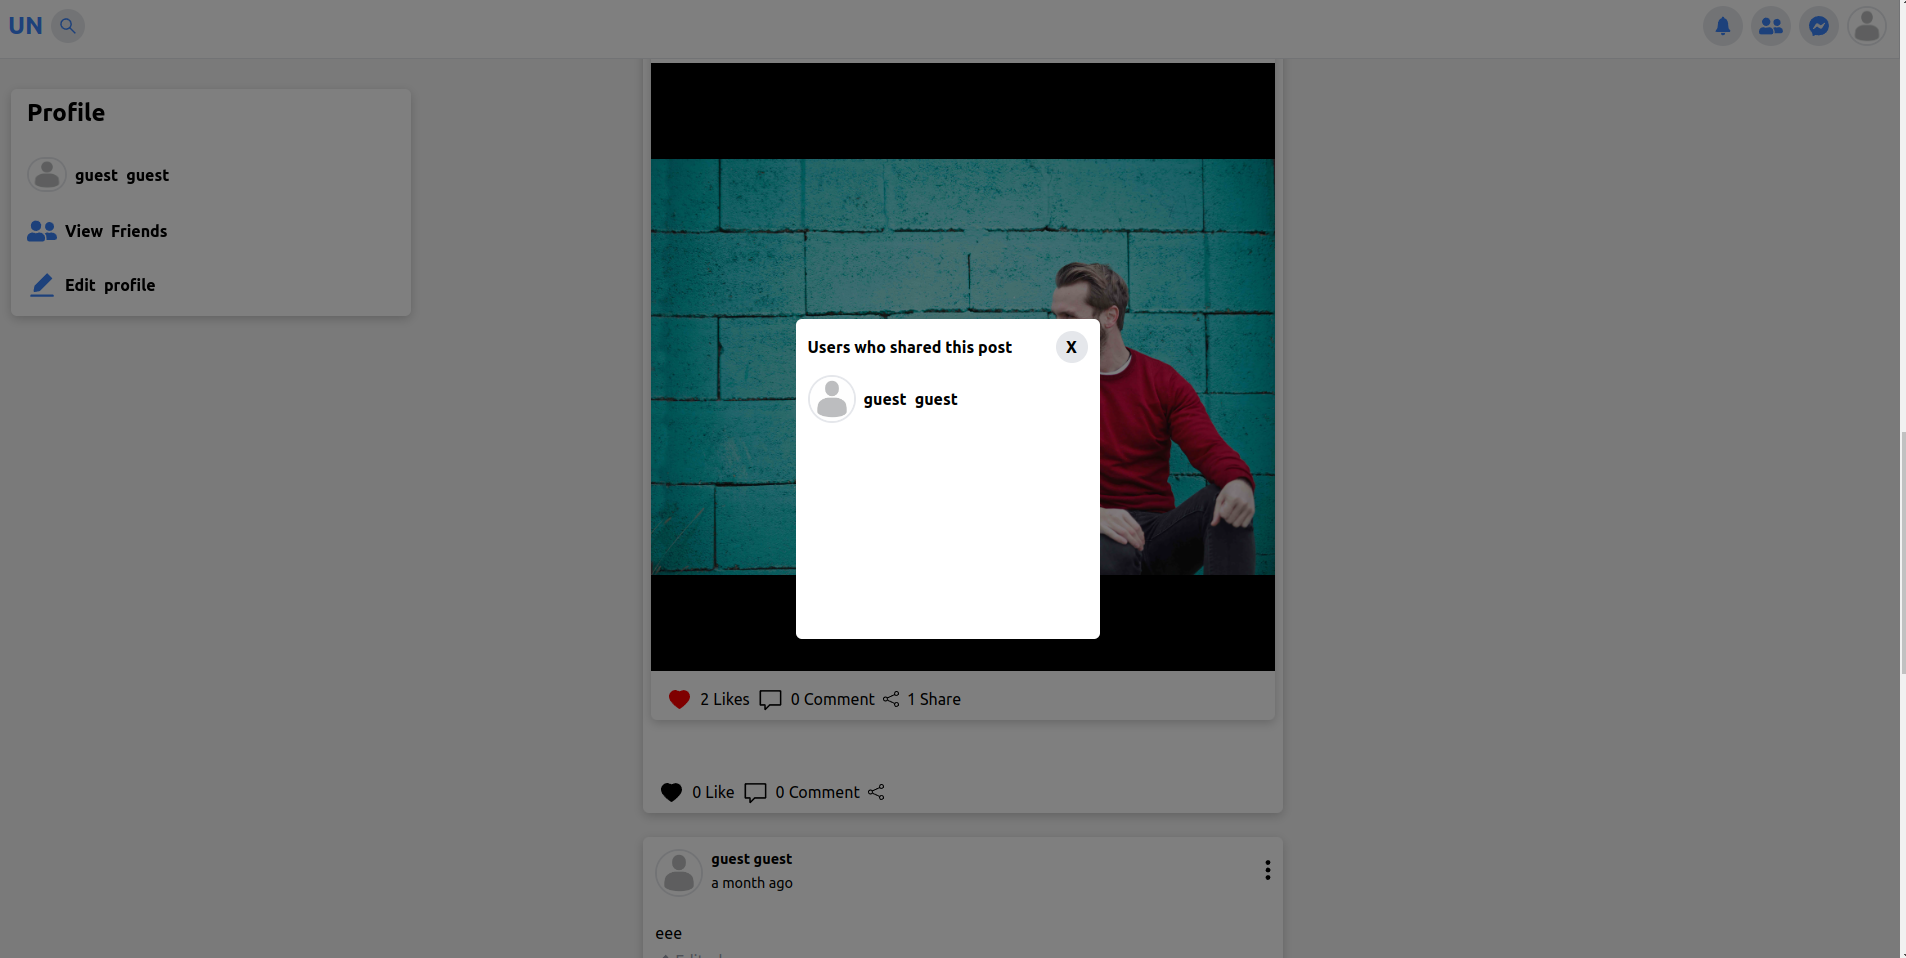 UN
Profile
guest guest
View Friends
Edit profile
Users who shared this post
X
guest guest
2 Likes 0 Comment 1 Share
0 Like 0 Comment
guest guest
a month ago
eee